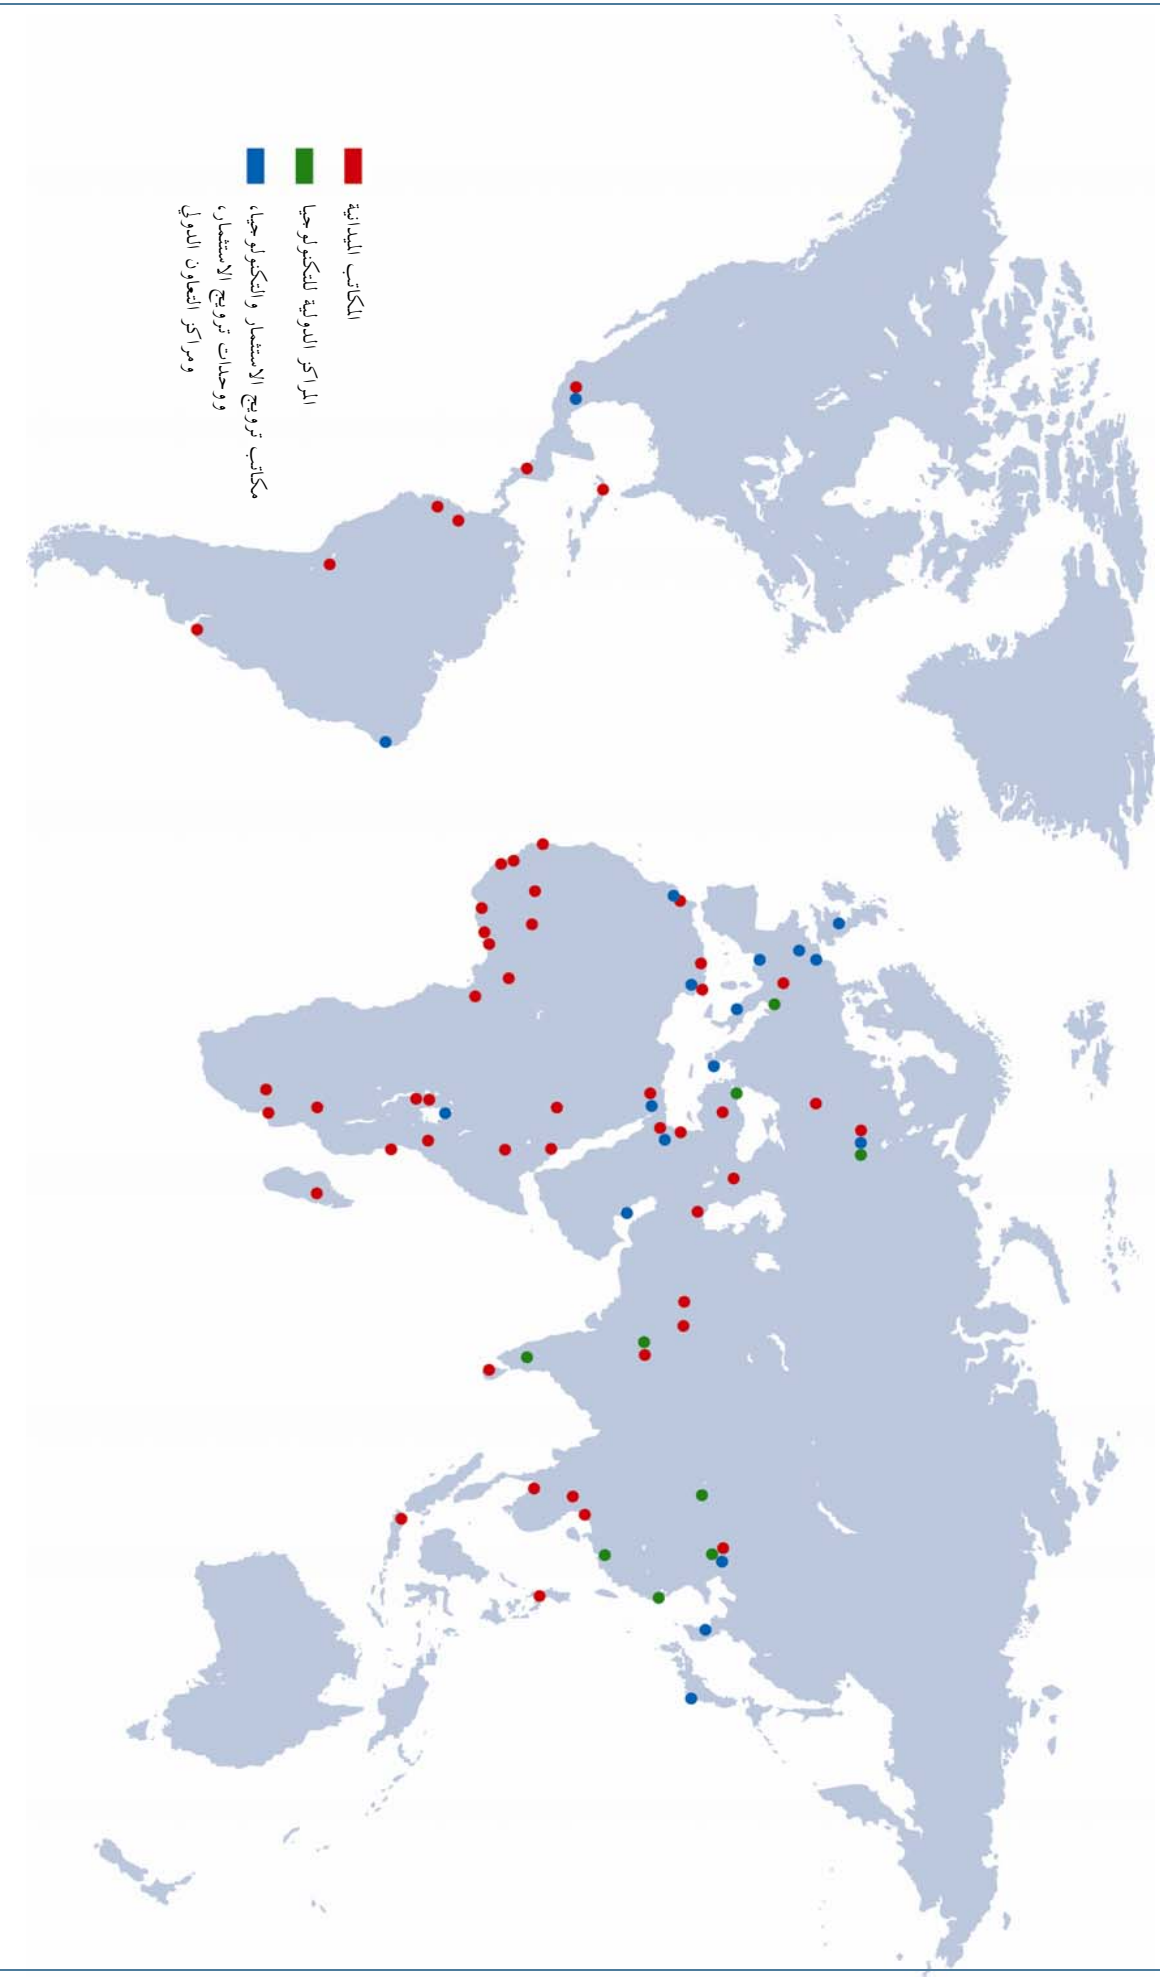 المكاتب الميدانية
المراكز الدولية للتكنولوجيا
مكاتب ترويج الاستثمار والتكنولوجيا،
ووحدات ترويج الاستثمار،
ومراكز التعاون الدولي